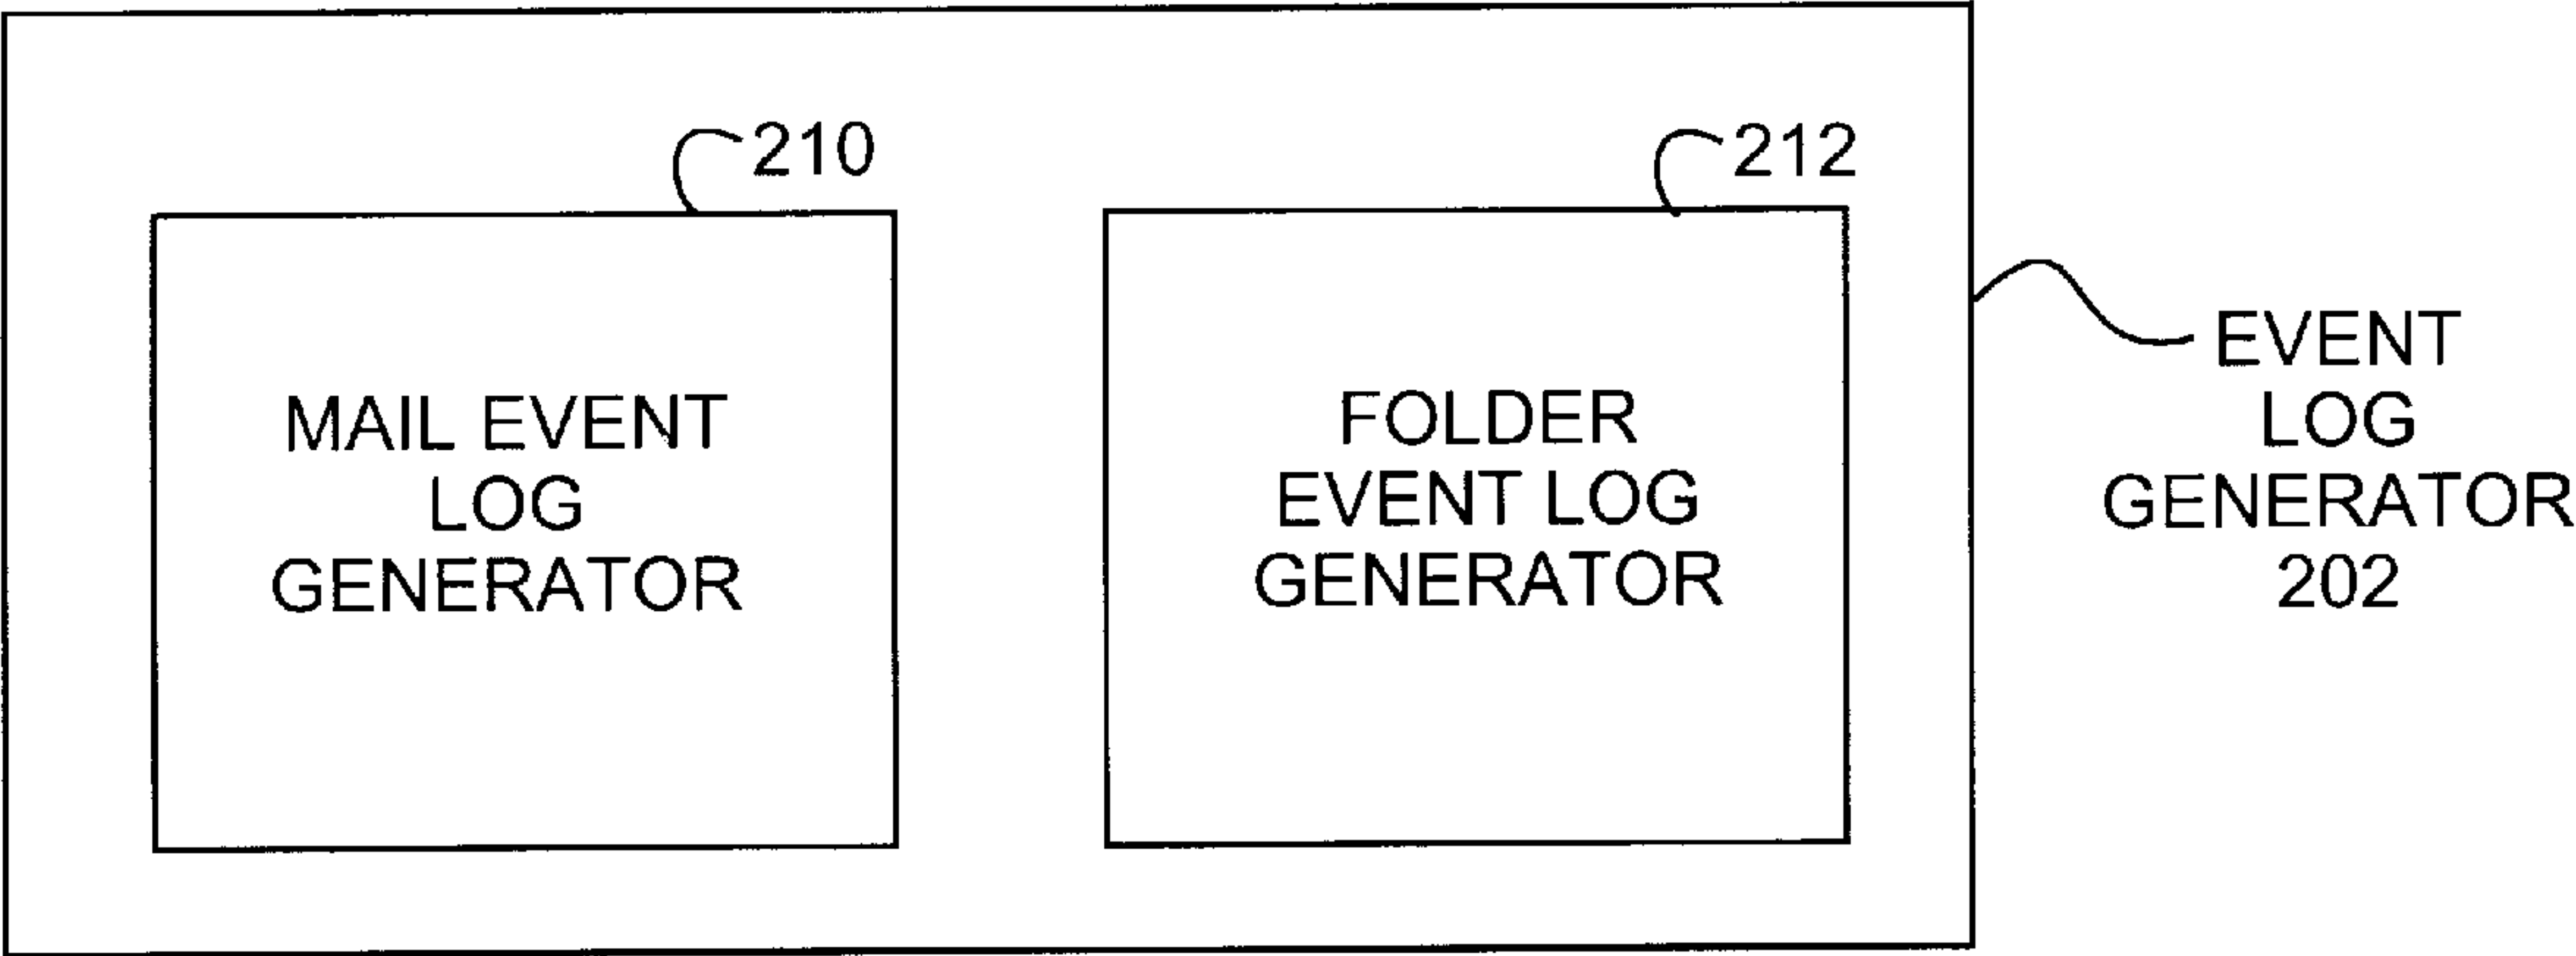 210
MAIL EVENT
LOG
GENERATOR
212
FOLDER
EVENT LOG
GENERATOR
EVENT
LOG
GENERATOR
202